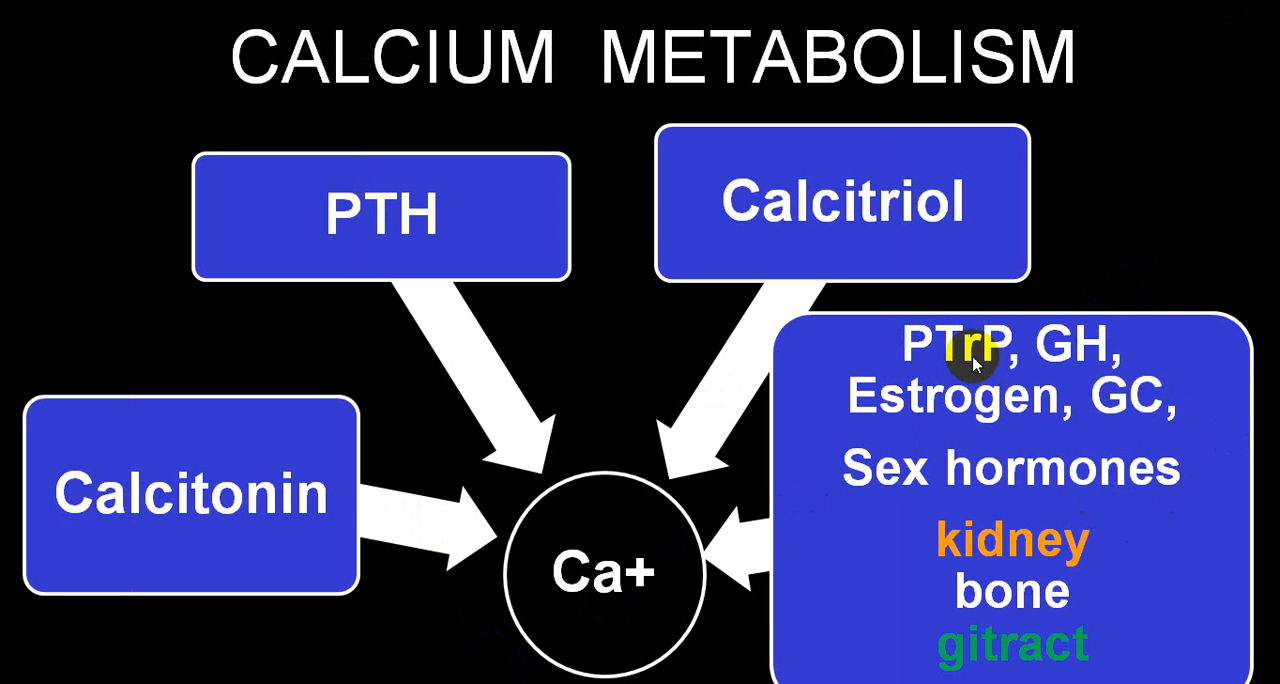 CALCIUM METABOLISM
PTH
Calcitriol
PTrP, GH,
Estrogen, GC,
Sex hormones
kidney
bone
gitract
Calcitonin
Ca+